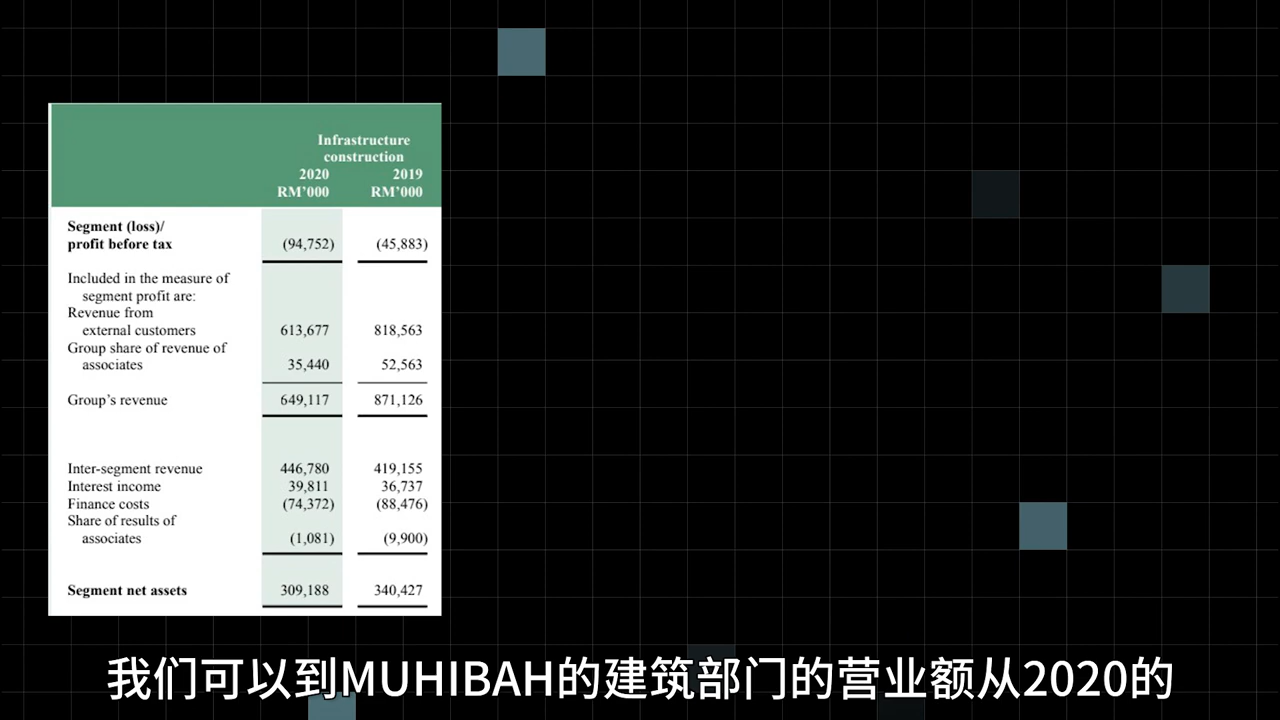 Infrastructure
construction
2020 2019
RM’000 RM’000
Segment (loss)/
profit before tax (94,752) (45,883)
Included in the measure of
segment profit are:
Revenue from
external customers 613,677 818,563
Group share of revenue of
associates 35,440 52,563
Group’s revenue 649,117 871,126
Inter-segment revenue 446,780 419,155
Interest income 39,811 36,737
Finance costs (74,372) (88,476)
Share of results of
associates (1,081) (9,900)
Segment net assets 309,188 340,427
我们可以到MUHIBAH的建筑部门的营业额从2020的